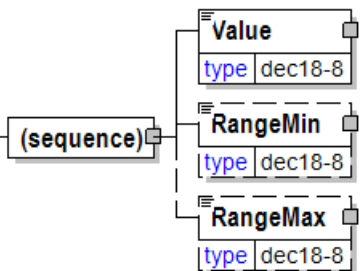 Value
type dec18-8
(sequence)
RangeMin
type dec18-8
RangeMax
type dec18-8